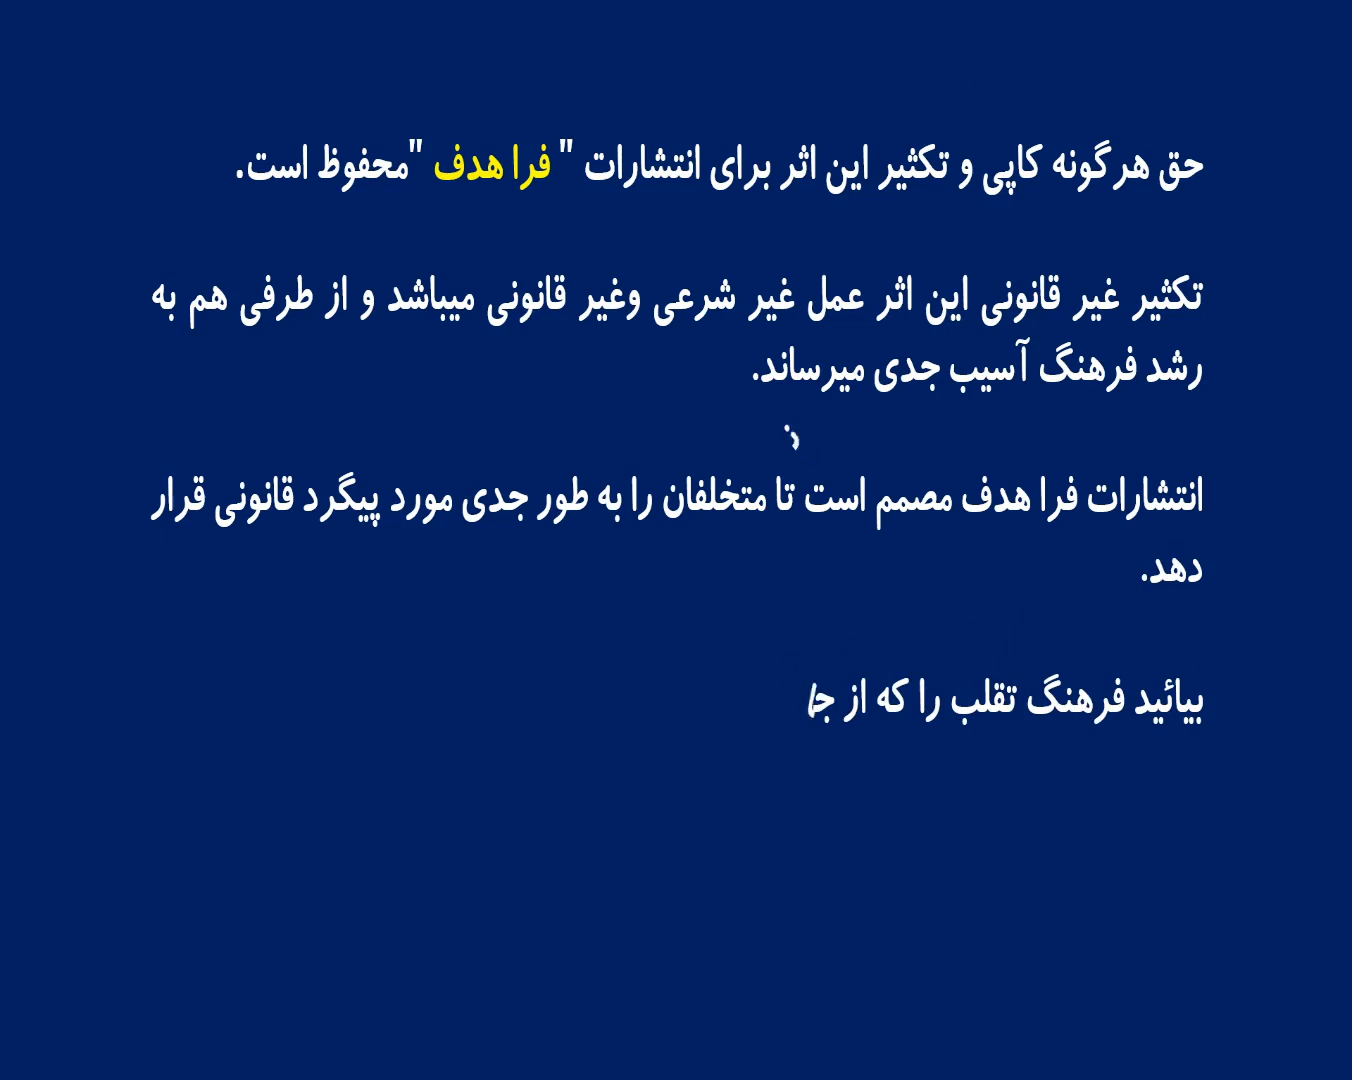 حق هرگونه کاپی و تکثیر این اثر برای انتشارات " فرا هدف "محفوظ است.
تکثیر غیر قانونی این اثر عمل غیر شرعی وغیر قانونی میباشد و از طرفی هم به
رشد فرهنگ آسیب جدی میرساند.
انتشارات فرا هدف مصمم است تا متخلفان را به طور جدی مورد پیگرد قانونی قرار
دهد.
بیائید فرهنگ تقلب را که از